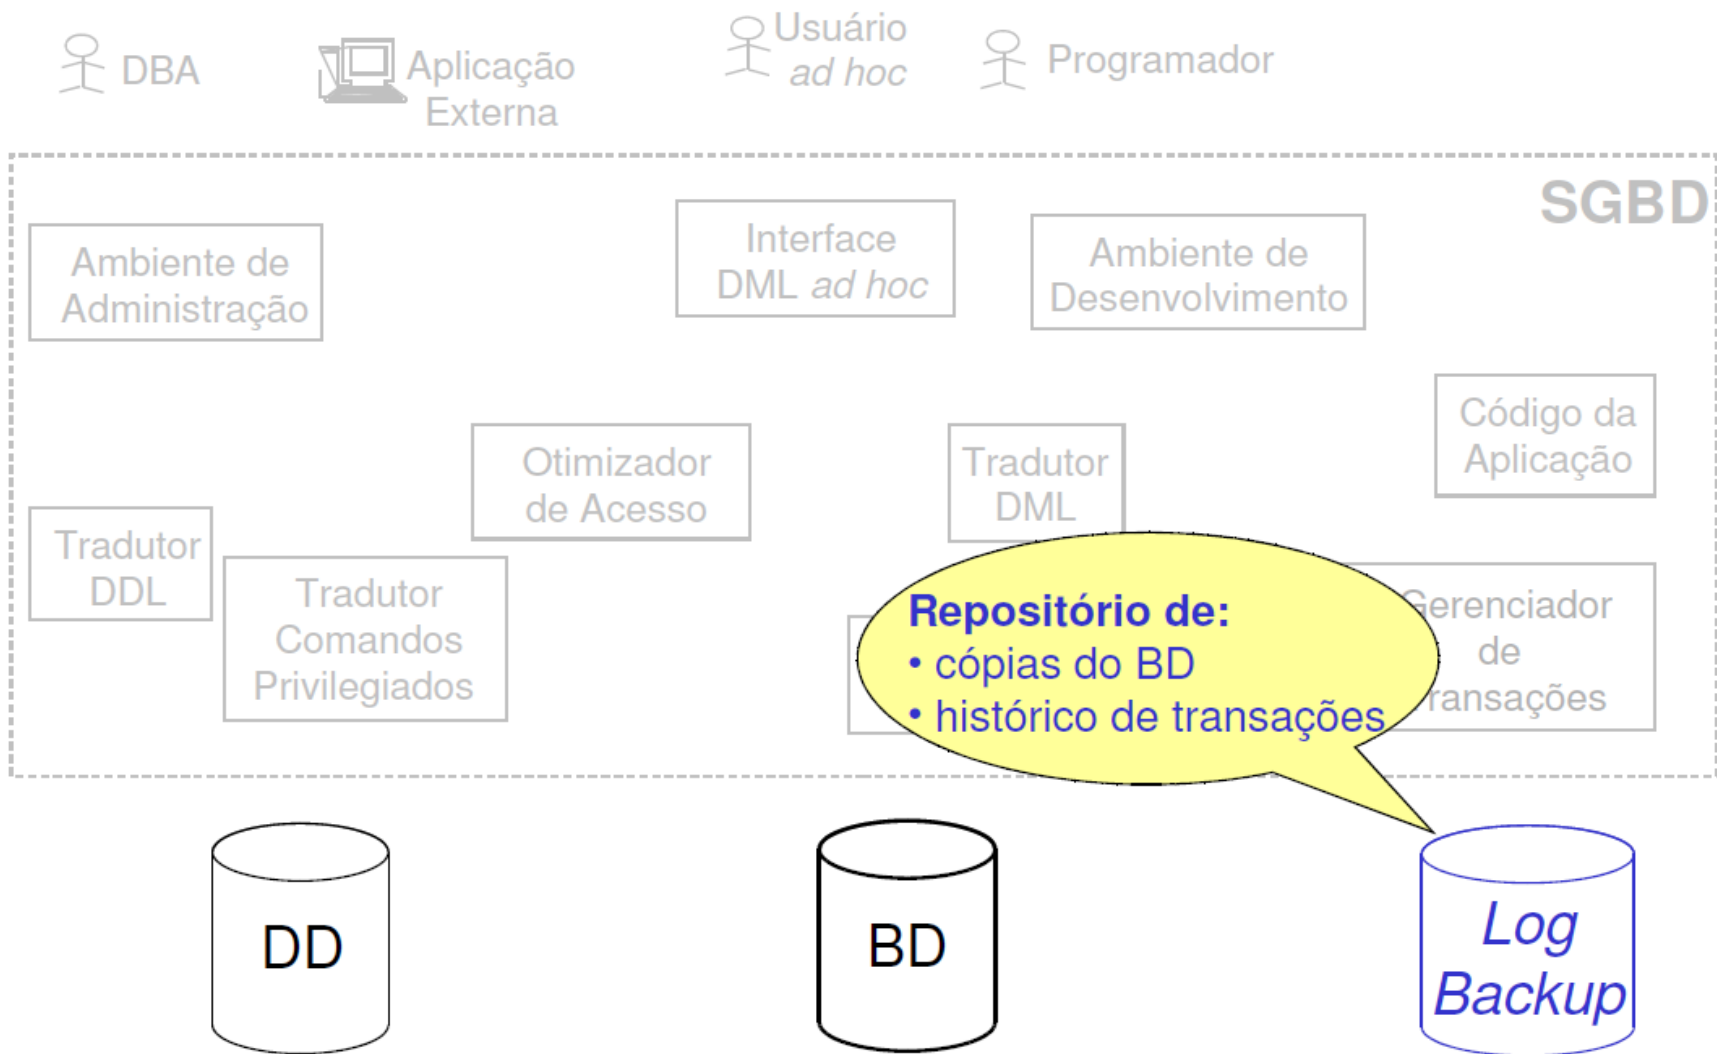 DBA
Aplicação
Externa
Usuário
ad hoc
Programador
SGBD
Ambiente de
Administração
Interface
DML ad hoc
Ambiente de
Desenvolvimento
Código da
Aplicação
Otimizador
de Acesso
Tradutor
DML
Tradutor
DDL
Tradutor
Comandos
Privilegiados
Repositório de:
• cópias do BD
• histórico de transações
Gerenciador
de
ransações
DD
BD
Log
Backup